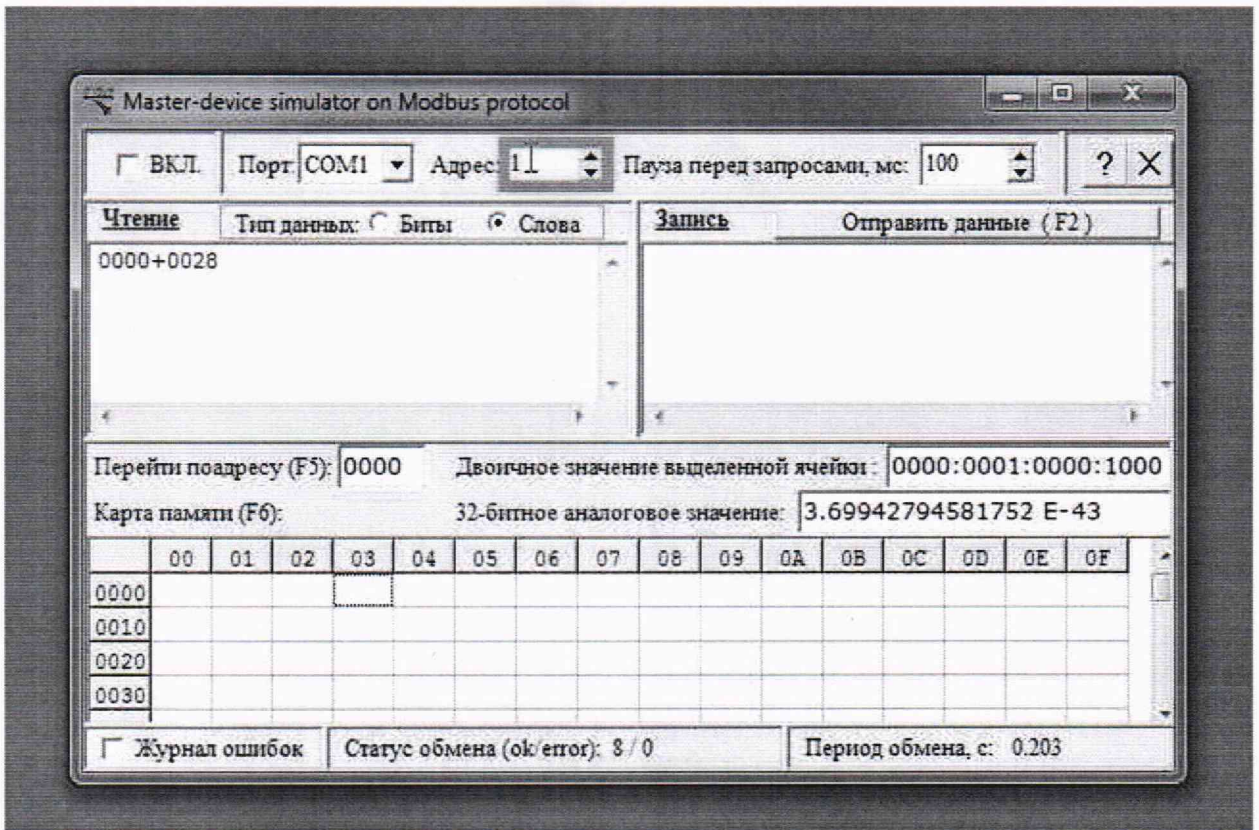 Master-device simulator on Modbus protocol
ВКЛ. Порт: COM1 Адрес: 1 Пауза перед запросами, мс: 100 ? X
Чтение Тип данных: Биты Слова Запись Отправить данные ( F2 )
0000+0028
Перейти поадресу (F5): 0000 Двоичное значение выделенной ячейки : 0000:0001:0000:1000
Карта памяти (F6): 32-битное аналоговое значение: 3.69942794581752 E-43
00 01 02 03 04 05 06 07 08 09 0A 0B 0C 0D 0E 0F
0000
0010
0020
0030
Журнал ошибок Статус обмена (ok/error): 8 / 0 Период обмена, с: 0.203